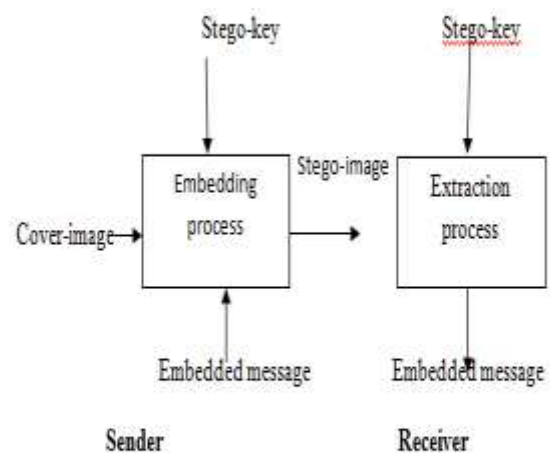 Stego-key
Stego-key
Embedding
process
Stego-image
Extraction
process
Cover-image
Embedded message
Embedded message
Sender
Receiver